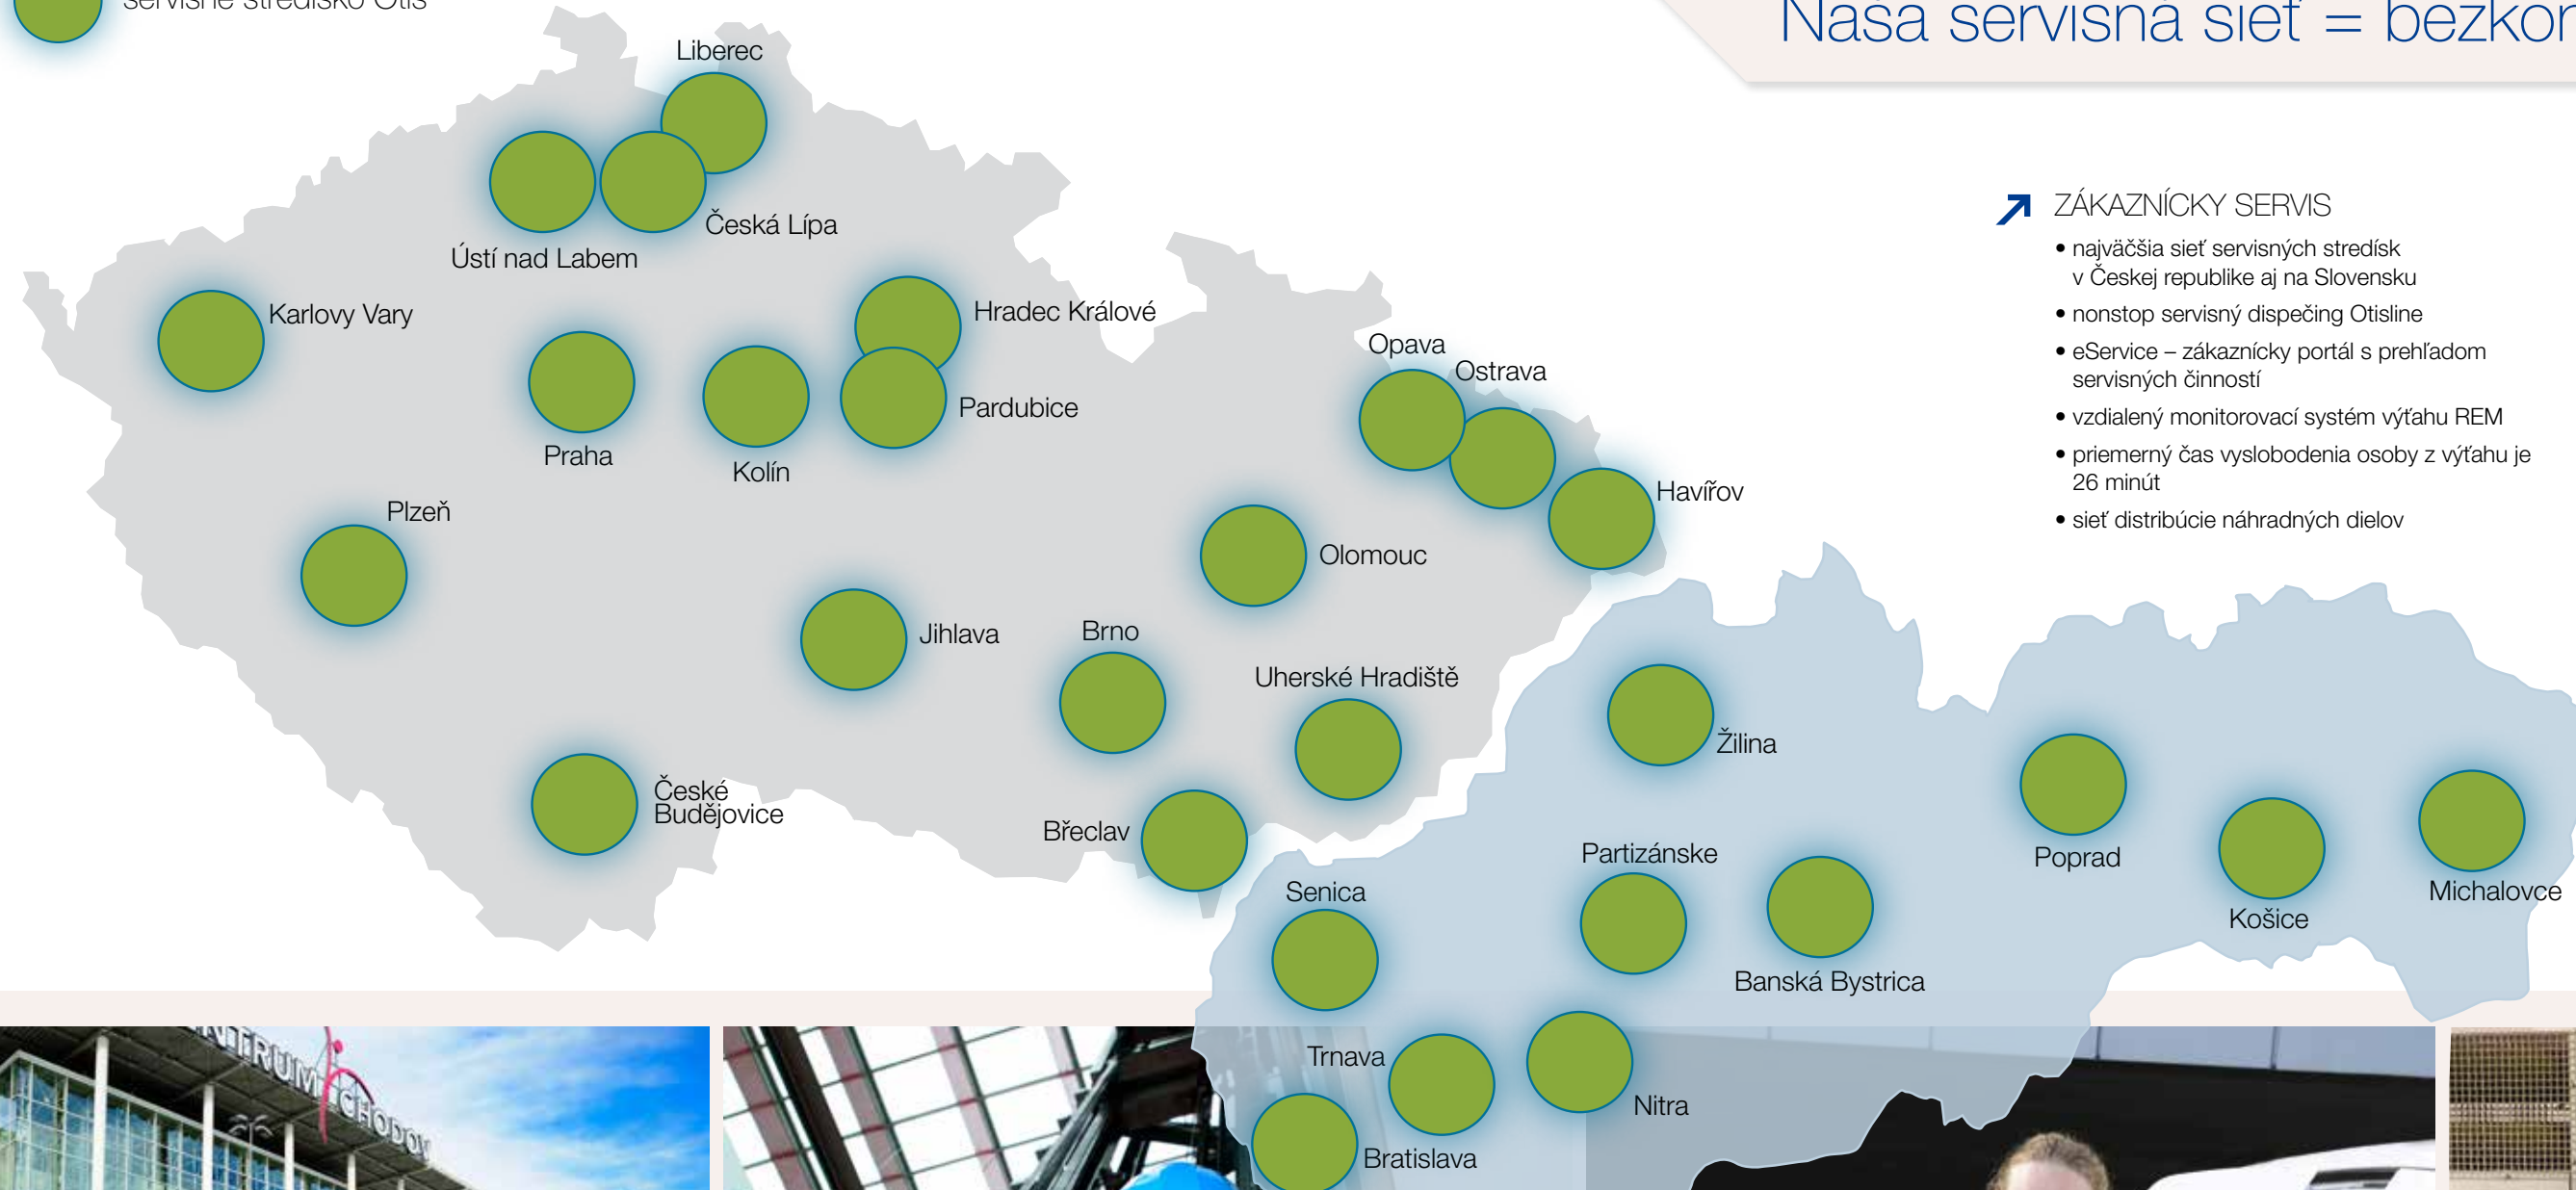 servisné stredisko Otis
Naša servisná sieť =
Liberec
Česká Lípa
Ústí nad Labem
Karlovy Vary
Hradec Králové
Pardubice
Praha
Kolín
Opava
Ostrava
Havířov
Plzeň
Olomouc
Jihlava
Brno
Uherské Hradiště
České
Budějovice
Břeclav
ZÁKAZNÍCKY SERVIS
• najväčšia sieť servisných stredísk
v Českej republike aj na Slovensku
• nonstop servisný dispečing Otisline
• eService – zákaznícky portál s prehľadom
servisných činností
• vzdialený monitorovací systém výťahu REM
• priemerný čas vyslobodenia osoby z výťahu je
26 minút
• sieť distribúcie náhradných dielov
Žilina
Poprad
Košice
Michalovce
Partizánske
Banská Bystrica
Senica
Trnava
Nitra
Bratislava
CHODOV